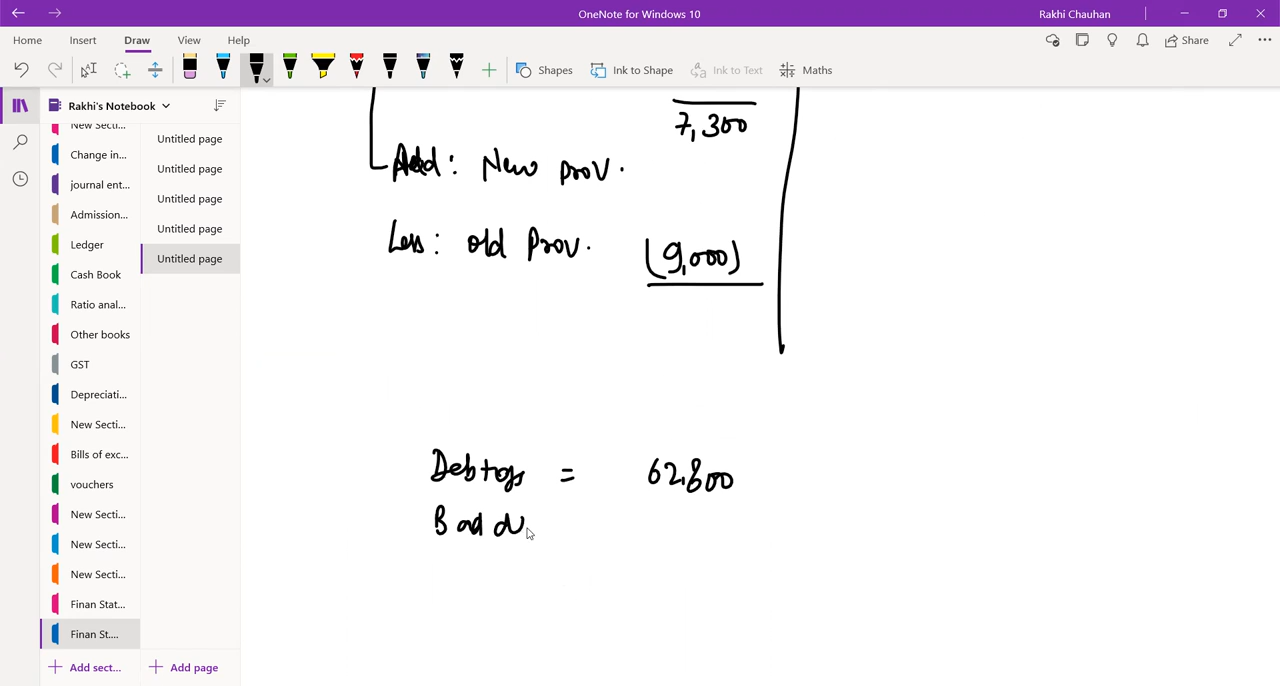 OneNote for Windows 10
Rakhi Chauhan
Home Insert Draw View Help
Share
Shapes Ink to Shape Ink to Text Maths
Rakhi's Notebook
New Secti...
Change in...
journal ent...
Admission...
Ledger
Cash Book
Ratio anal...
Other books
GST
Depreciati...
New Secti...
Bills of exc...
vouchers
New Secti...
New Secti...
New Secti...
Finan Stat...
Finan St....
Add sect...
Untitled page
Untitled page
Untitled page
Untitled page
Untitled page
Add page
7,300
Add: New prov.
Less: old Prov. (9,000)
Debtors = 62,800
Bad d